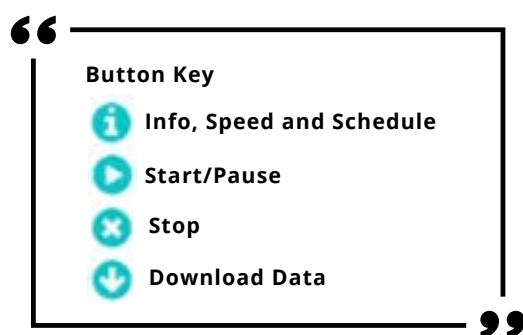 Button Key
Info, Speed and Schedule
Start/Pause
Stop
Download Data